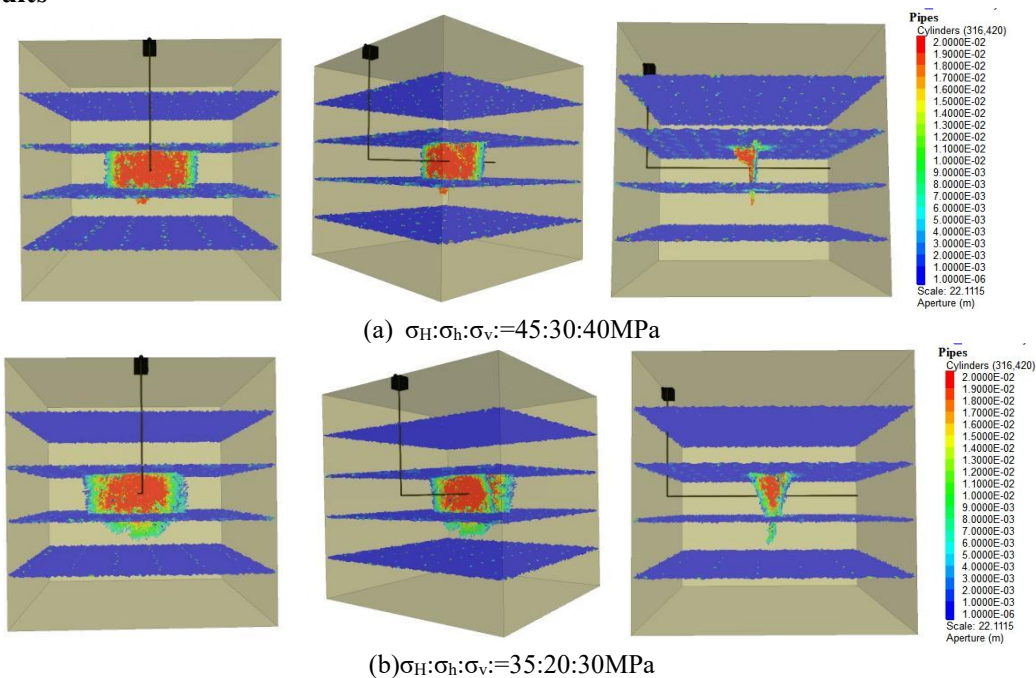 Pipes
Cylinders (316,420)
2.0000E-02
1.9000E-02
1.8000E-02
1.7000E-02
1.6000E-02
1.5000E-02
1.4000E-02
1.3000E-02
1.2000E-02
1.1000E-02
1.0000E-02
9.0000E-03
8.0000E-03
7.0000E-03
6.0000E-03
5.0000E-03
4.0000E-03
3.0000E-03
2.0000E-03
1.0000E-03
1.0000E-06
Scale: 22.1115
Aperture (m)
(a) σH:σh:σv:=45:30:40MPa
Pipes
Cylinders (316,420)
2.0000E-02
1.9000E-02
1.8000E-02
1.7000E-02
1.6000E-02
1.5000E-02
1.4000E-02
1.3000E-02
1.2000E-02
1.1000E-02
1.0000E-02
9.0000E-03
8.0000E-03
7.0000E-03
6.0000E-03
5.0000E-03
4.0000E-03
3.0000E-03
2.0000E-03
1.0000E-03
1.0000E-06
Scale: 22.1115
Aperture (m)
(b)σH:σh:σv:=35:20:30MPa